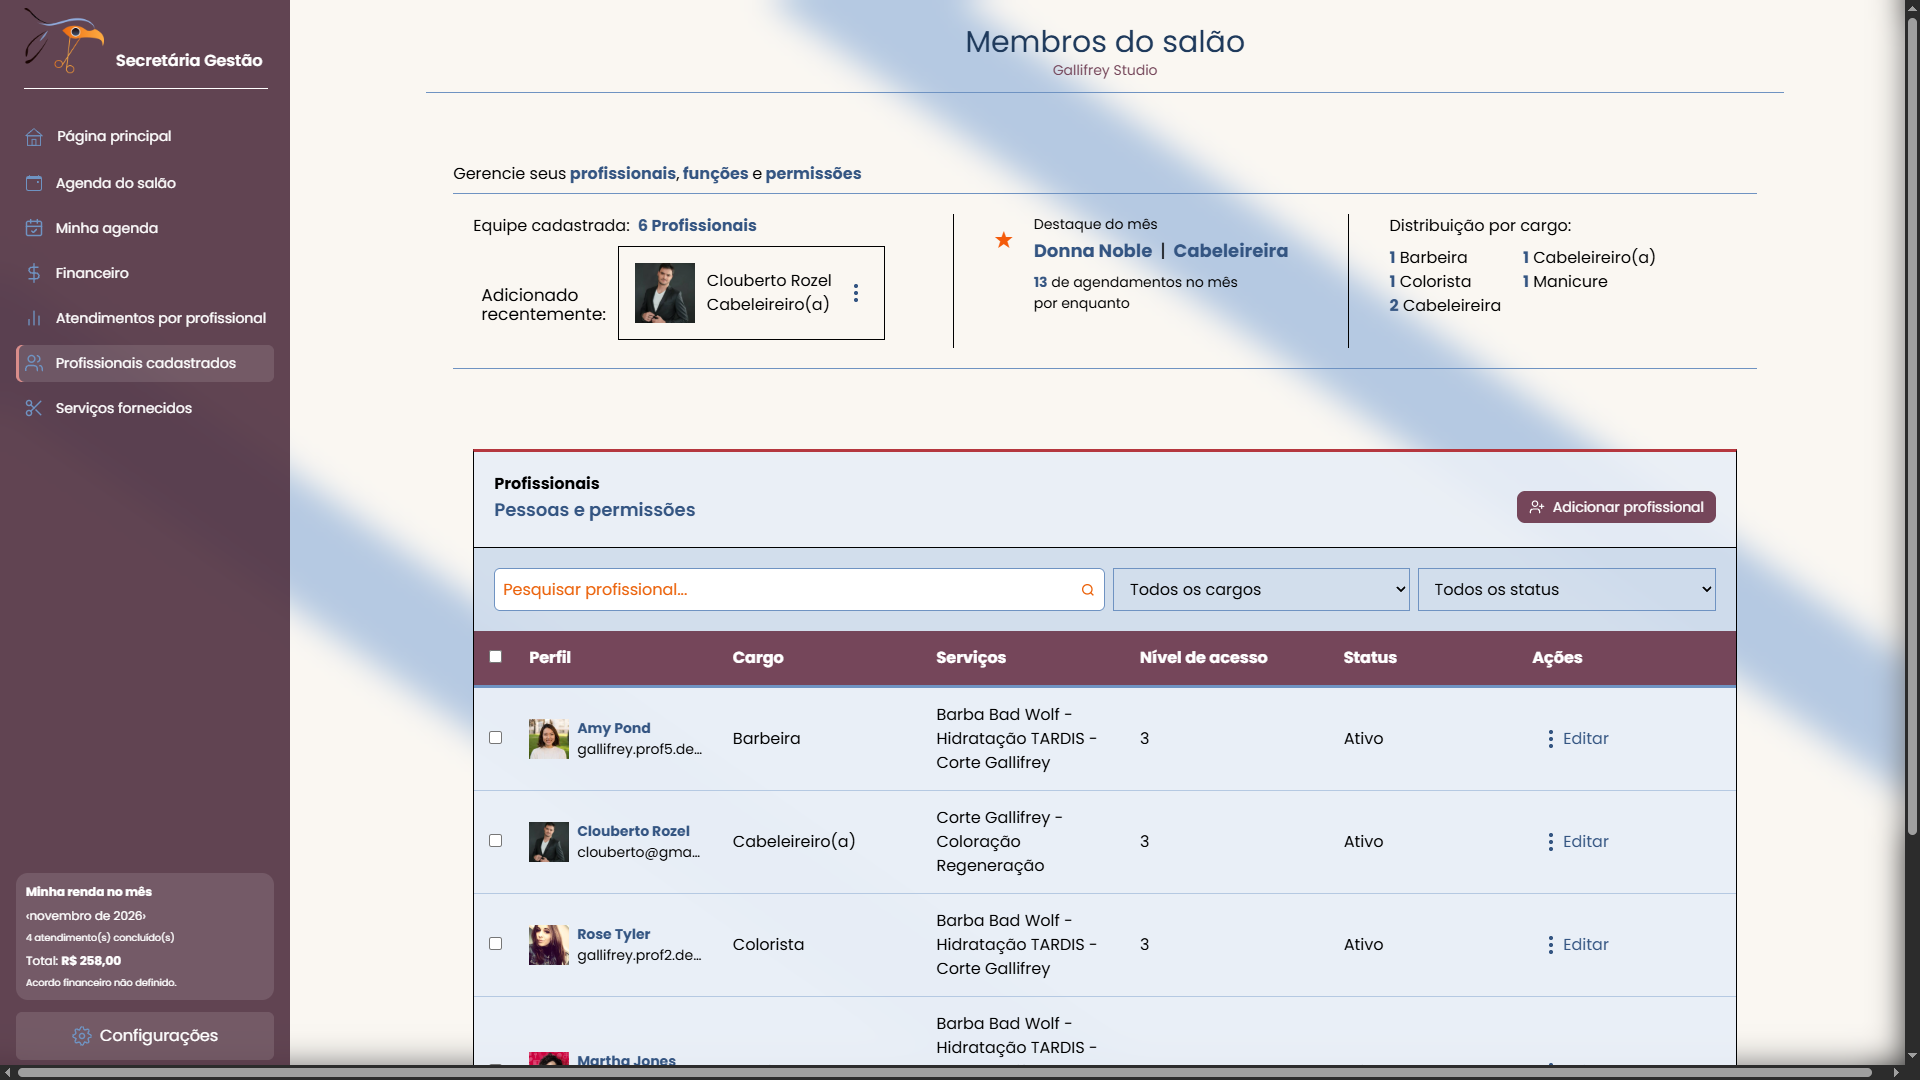 Secretária Gestão
Página principal
Agenda do salão
Minha agenda
Financeiro
Atendimentos por profissional
Profissionais cadastrados
Serviços fornecidos
Minha renda no mês
‹novembro de 2026›
4 atendimento(s) concluído(s)
Total: R$ 258,00
Acordo financeiro não definido.
Configurações
Membros do salão
Gallifrey Studio
Gerencie seus profissionais, funções e permissões
Equipe cadastrada: 6 Profissionais
Adicionado
recentemente:
Clouberto Rozel
Cabeleireiro(a)
Destaque do mês
Donna Noble | Cabeleireira
13 de agendamentos no mês
por enquanto
Distribuição por cargo:
1 Barbeira
1 Cabeleireiro(a)
1 Colorista
1 Manicure
2 Cabeleireira
Profissionais
Pessoas e permissões
Adicionar profissional
Pesquisar profissional...
Todos os cargos
Todos os status
Perfil Cargo Serviços Nível de acesso Status Ações
Amy Pond
gallifrey.prof5.de...
Barbeira
Barba Bad Wolf -
Hidratação TARDIS -
Corte Gallifrey
3
Ativo
Editar
Clouberto Rozel
clouberto@gma...
Cabeleireiro(a)
Corte Gallifrey -
Coloração
Regeneração
3
Ativo
Editar
Rose Tyler
gallifrey.prof2.de...
Colorista
Barba Bad Wolf -
Hidratação TARDIS -
Corte Gallifrey
3
Ativo
Editar
Martha Jones
Barba Bad Wolf -
Hidratação TARDIS -